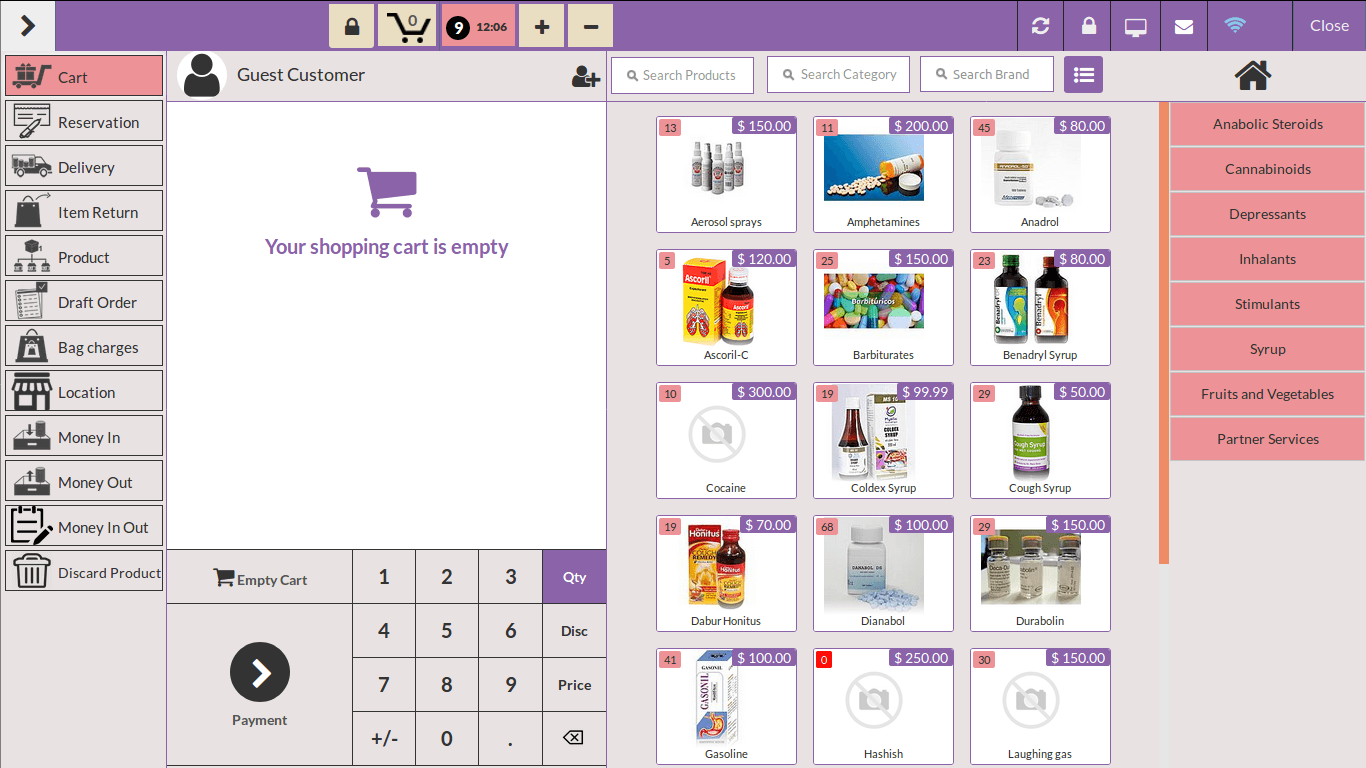 0
9 12:06
+
−
Close
Cart
Reservation
Delivery
Item Return
Product
Draft Order
Bag charges
Location
Money In
Money Out
Money In Out
Discard Product
Guest Customer
Your shopping cart is empty
Empty Cart
1 2 3 Qty
4 5 6 Disc
7 8 9 Price
+/- 0 .
Payment
Search Products
Search Category
Search Brand
13 $ 150.00
Aerosol sprays
11 $ 200.00
Amphetamines
45 $ 80.00
Anadrol
5 $ 120.00
Ascoril
Ascoril
Ascoril-C
25 $ 150.00
Barbitúricos
Barbiturates
23 $ 80.00
Benadryl
Benadryl
Benadryl Syrup
10 $ 300.00
Cocaine
19 $ 99.99
COLDEX
SYRUP
Coldex Syrup
29 $ 50.00
Cough Syrup
Cough Syrup
19 $ 70.00
Honitus
Honitus
Dabur Honitus
68 $ 100.00
DANABOL DS
Dianabol
29 $ 150.00
Durabolin
41 $ 100.00
GASONIL
GASONIL
Gasoline
0 $ 250.00
Hashish
30 $ 150.00
Laughing gas
Anabolic Steroids
Cannabinoids
Depressants
Inhalants
Stimulants
Syrup
Fruits and Vegetables
Partner Services